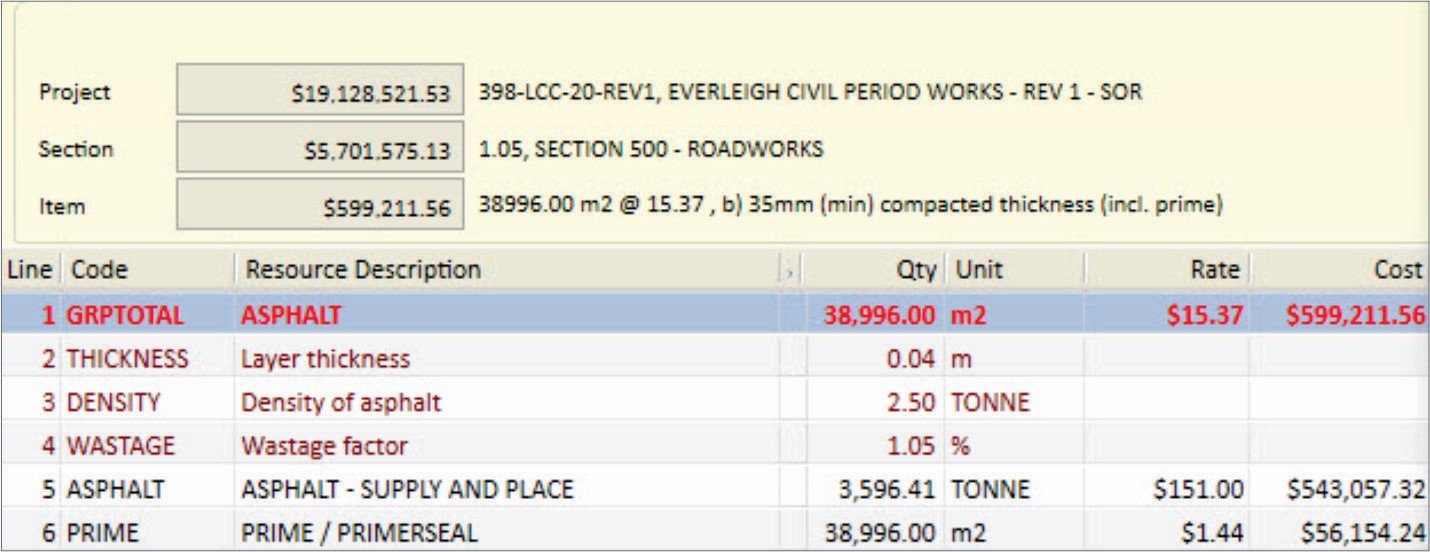 Project $19,128,521.53 398-LCC-20-REV1, EVERLEIGH CIVIL PERIOD WORKS - REV 1 - SOR
Section $5,701,575.13 1.05, SECTION 500 - ROADWORKS
Item $599,211.56 38996.00 m2 @ 15.37 , b) 35mm (min) compacted thickness (incl. prime)
Line Code Resource Description Qty Unit Rate Cost
1 GRPTOTAL ASPHALT 38,996.00 m2 $15.37 $599,211.56
2 THICKNESS Layer thickness 0.04 m
3 DENSITY Density of asphalt 2.50 TONNE
4 WASTAGE Wastage factor 1.05 %
5 ASPHALT ASPHALT - SUPPLY AND PLACE 3,596.41 TONNE $151.00 $543,057.32
6 PRIME PRIME / PRIMERSEAL 38,996.00 m2 $1.44 $56,154.24